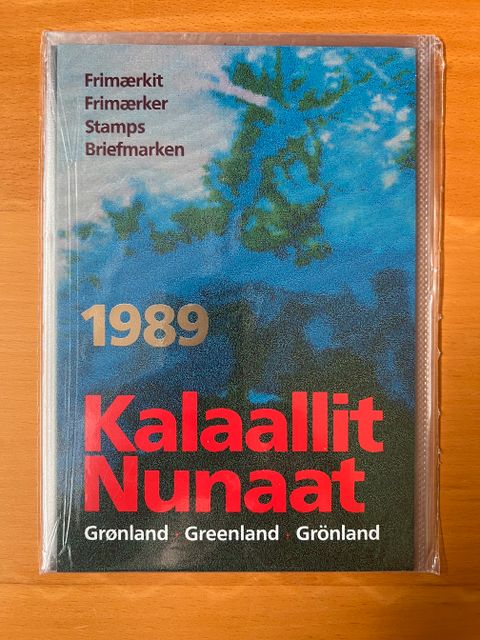 Frimærkit
Frimærker
Stamps
Briefmarken
1989
Kalaallit
Nunaat
Grønland · Greenland · Grönland